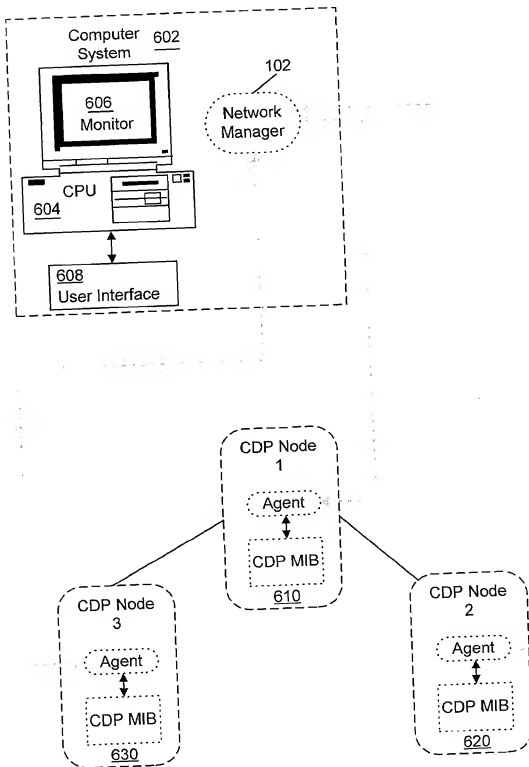 Computer 602
System
102
606
Monitor
Network
Manager
CPU
604
608
User Interface
CDP Node
1
Agent
CDP MIB
610
CDP Node
3
Agent
CDP MIB
630
CDP Node
2
Agent
CDP MIB
620